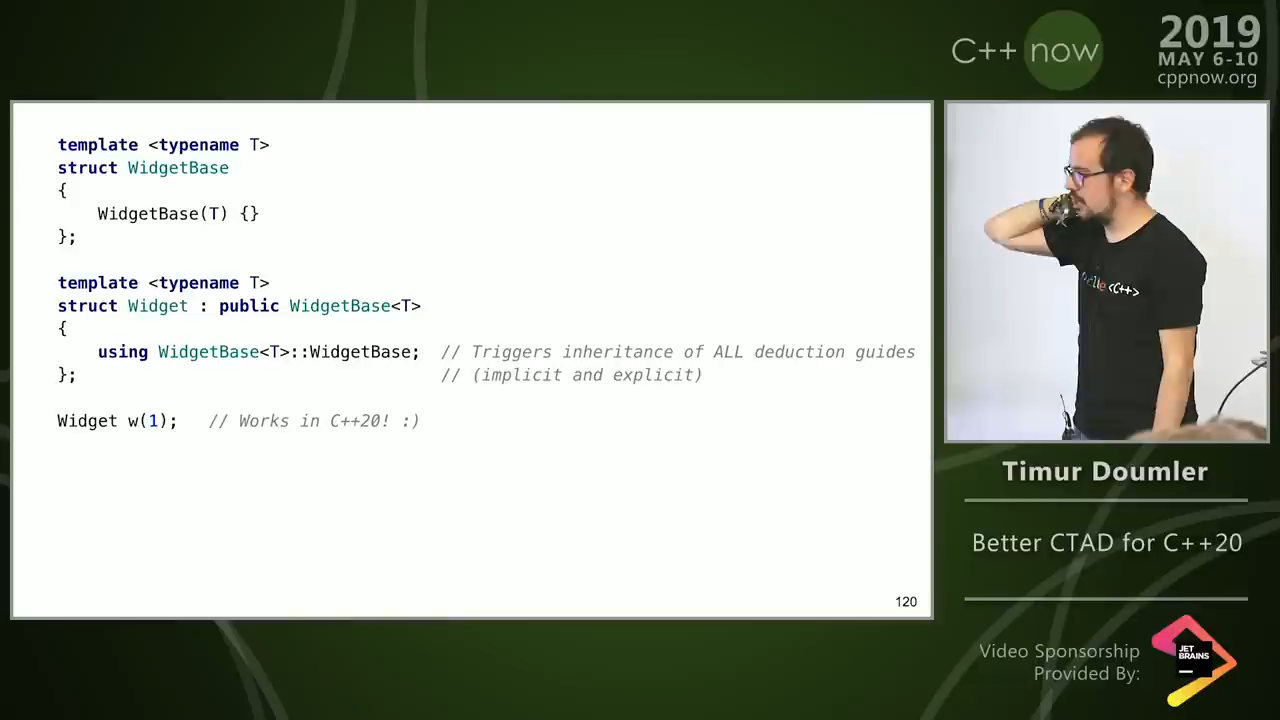 C++ now
2019
MAY 6-10
cppnow.org
template <typename T>
struct WidgetBase
{
    WidgetBase(T) {}
};
template <typename T>
struct Widget : public WidgetBase<T>
{
    using WidgetBase<T>::WidgetBase;  // Triggers inheritance of ALL deduction guides
};                                    // (implicit and explicit)
Widget w(1);   // Works in C++20! :)
120
<C++>
Timur Doumler
Better CTAD for C++20
Video Sponsorship
Provided By:
JET
BRAINS